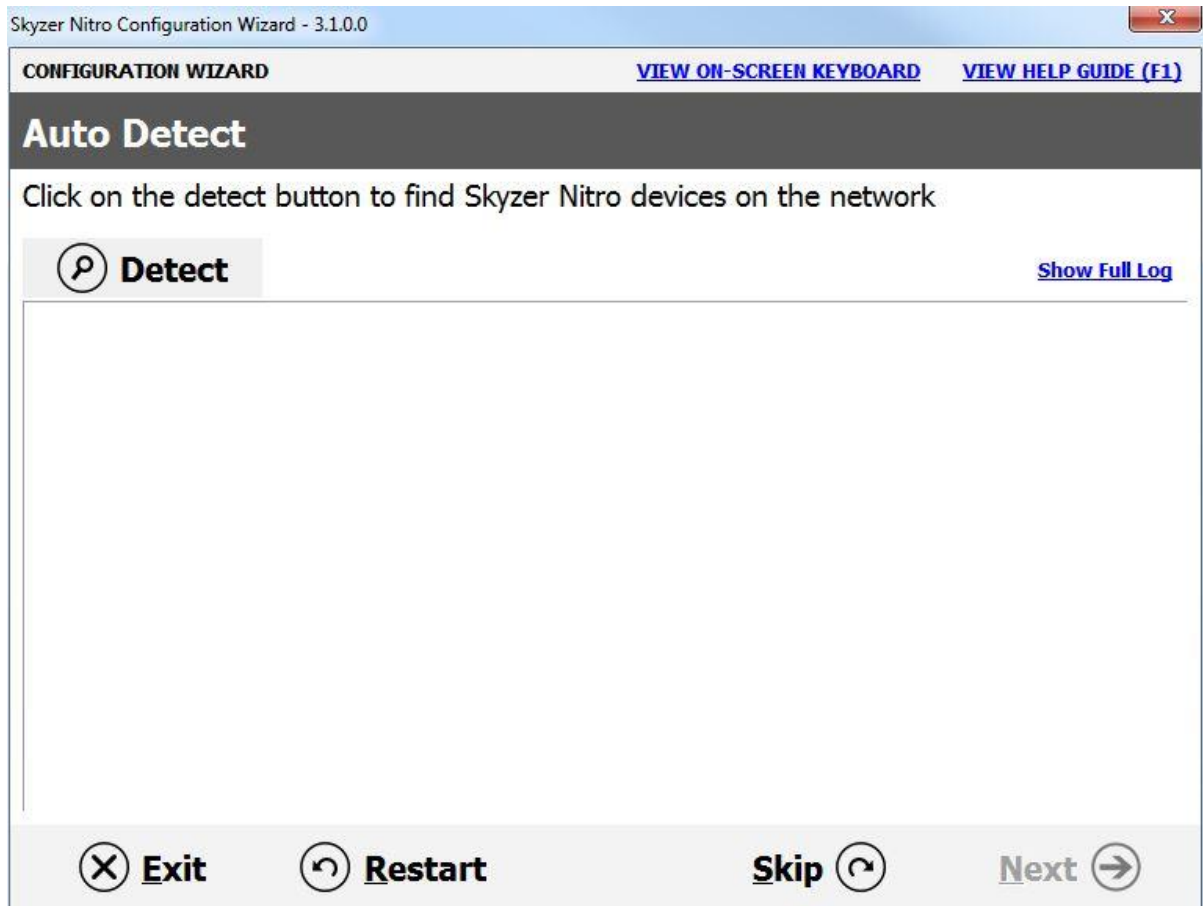 Skyzer Nitro Configuration Wizard - 3.1.0.0
CONFIGURATION WIZARD VIEW ON-SCREEN KEYBOARD VIEW HELP GUIDE (F1)
Auto Detect
Click on the detect button to find Skyzer Nitro devices on the network
Detect Show Full Log
Exit Restart Skip Next